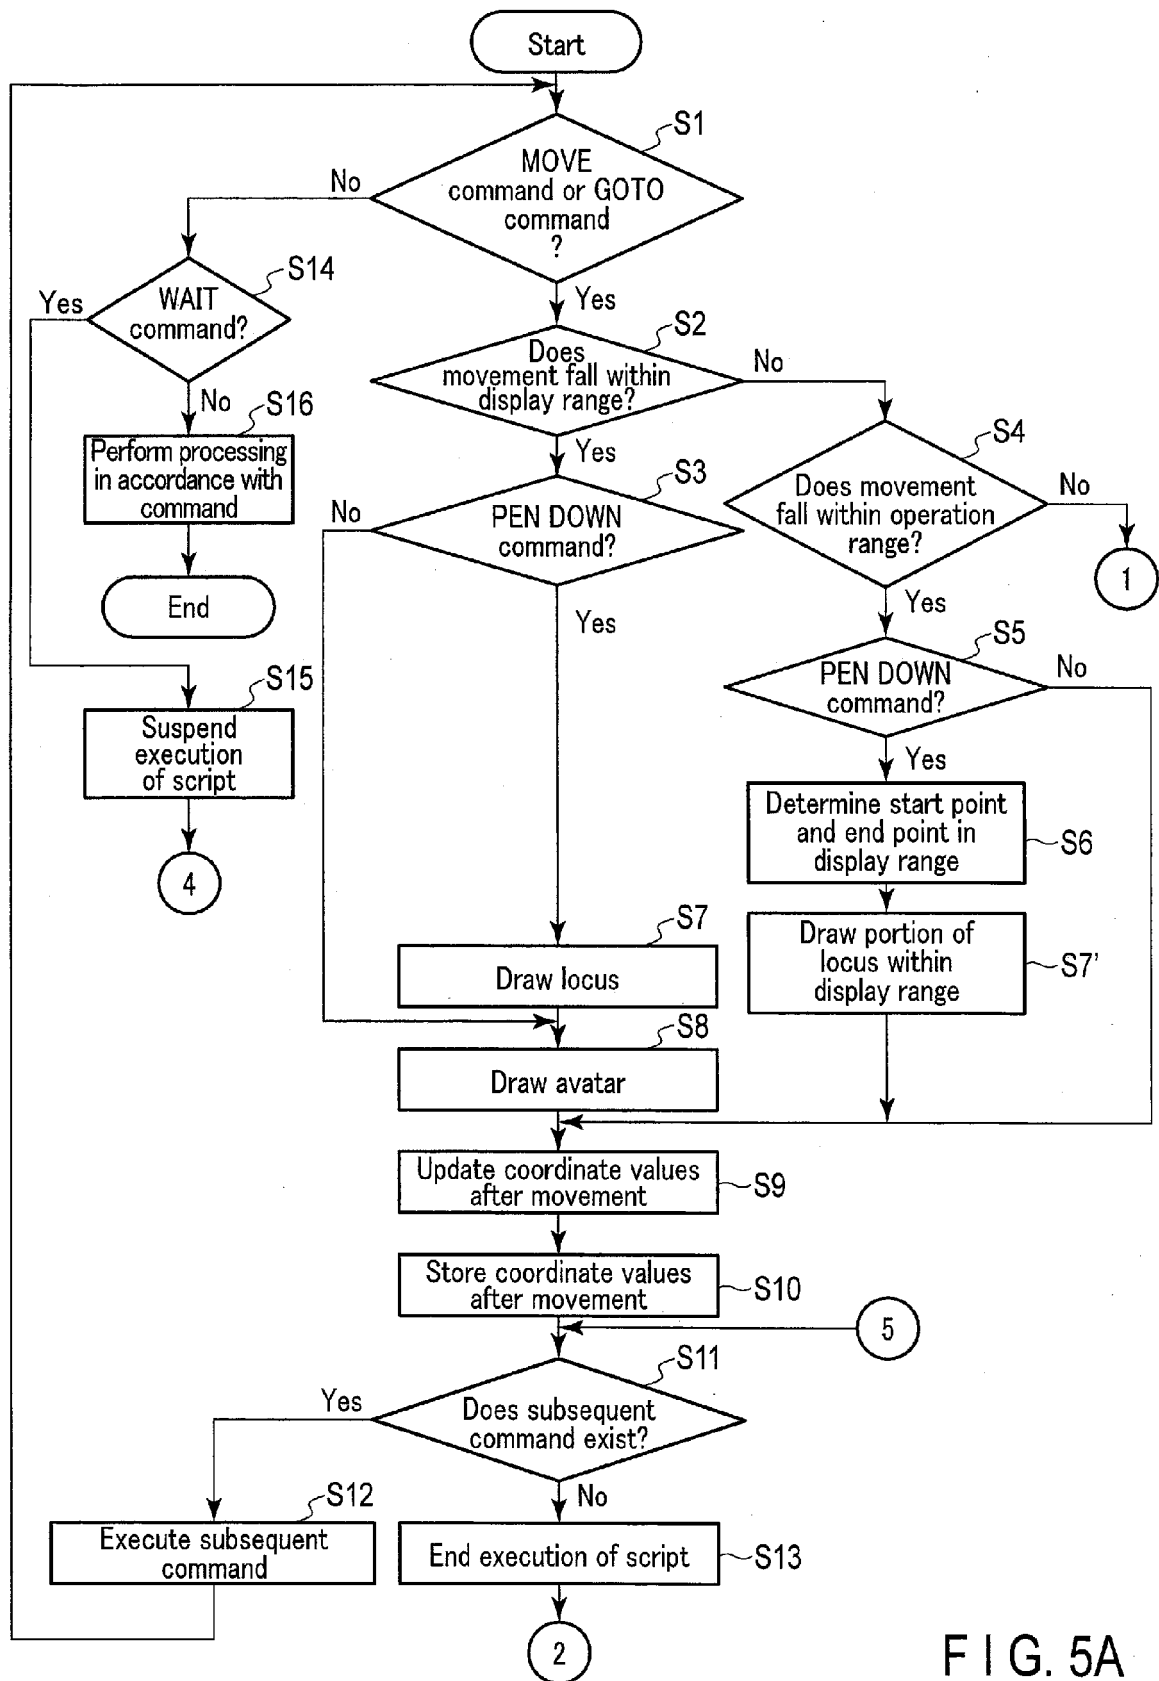 Start
S1
MOVE
command or GOTO
command
?
No
Yes
S14
WAIT
command?
Yes
No
S2
Does
movement fall within
display range?
No
Yes
S16
Perform processing
in accordance with
command
End
S3
PEN DOWN
command?
No
Yes
S4
Does movement
fall within operation
range?
No
1
Yes
S5
PEN DOWN
command?
No
Yes
S15
Suspend
execution
of script
4
Determine start point
and end point in
display range
S6
Draw portion of
locus within
display range
S7'
S7
Draw locus
S8
Draw avatar
Update coordinate values
after movement
S9
Store coordinate values
after movement
S10
5
S11
Does subsequent
command exist?
Yes
No
S12
Execute subsequent
command
End execution of script
S13
2
FIG. 5A